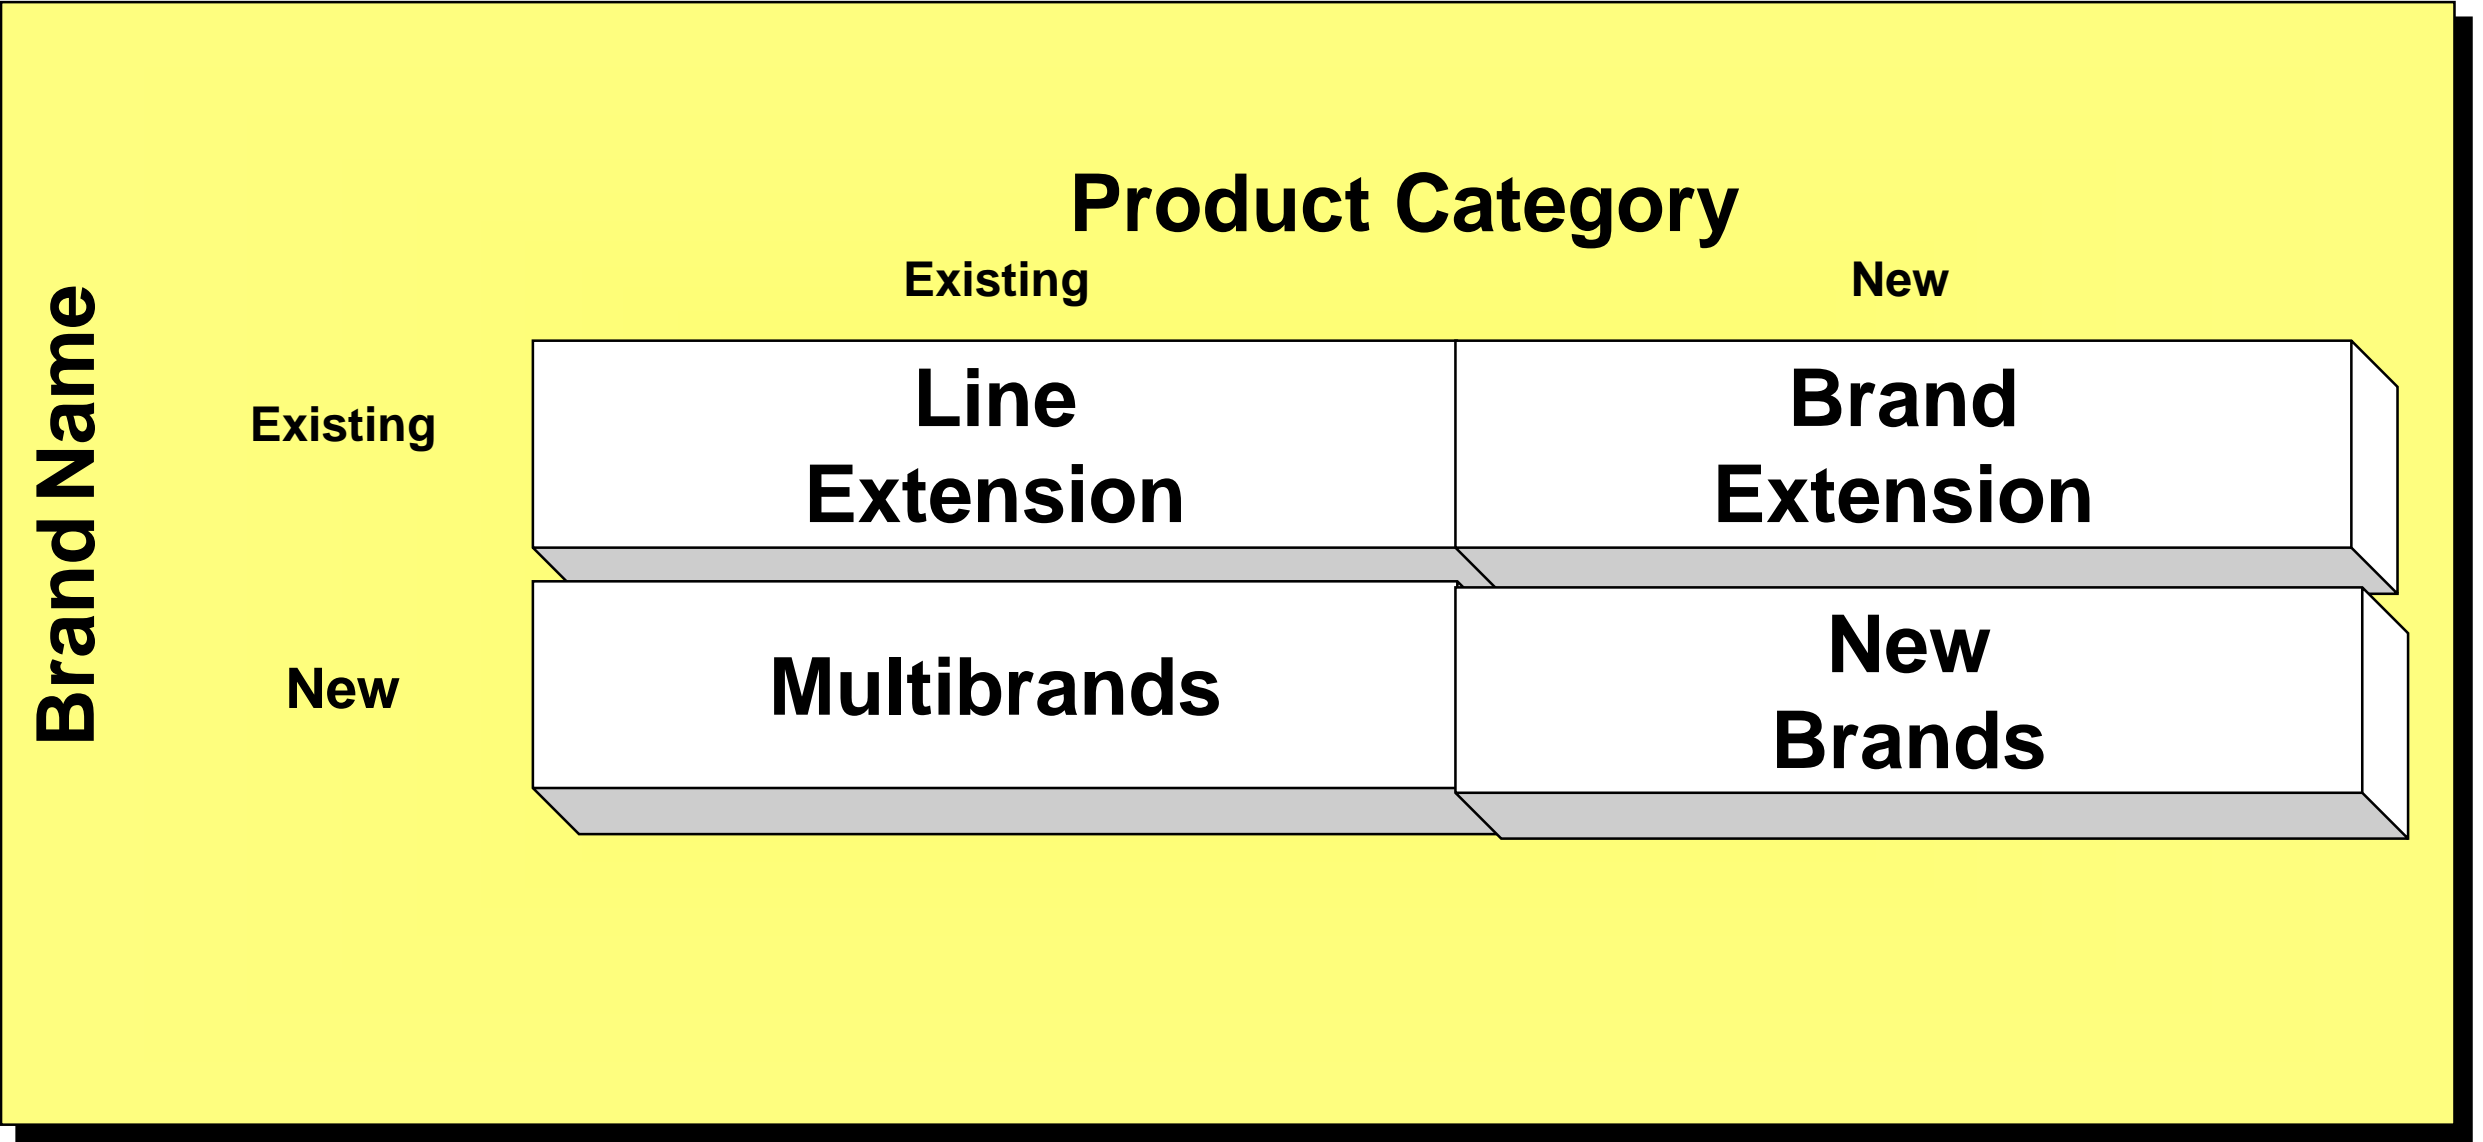 Product Category
Existing
New
Brand Name
Existing
Line
Extension
Brand
Extension
New
Multibrands
New
Brands